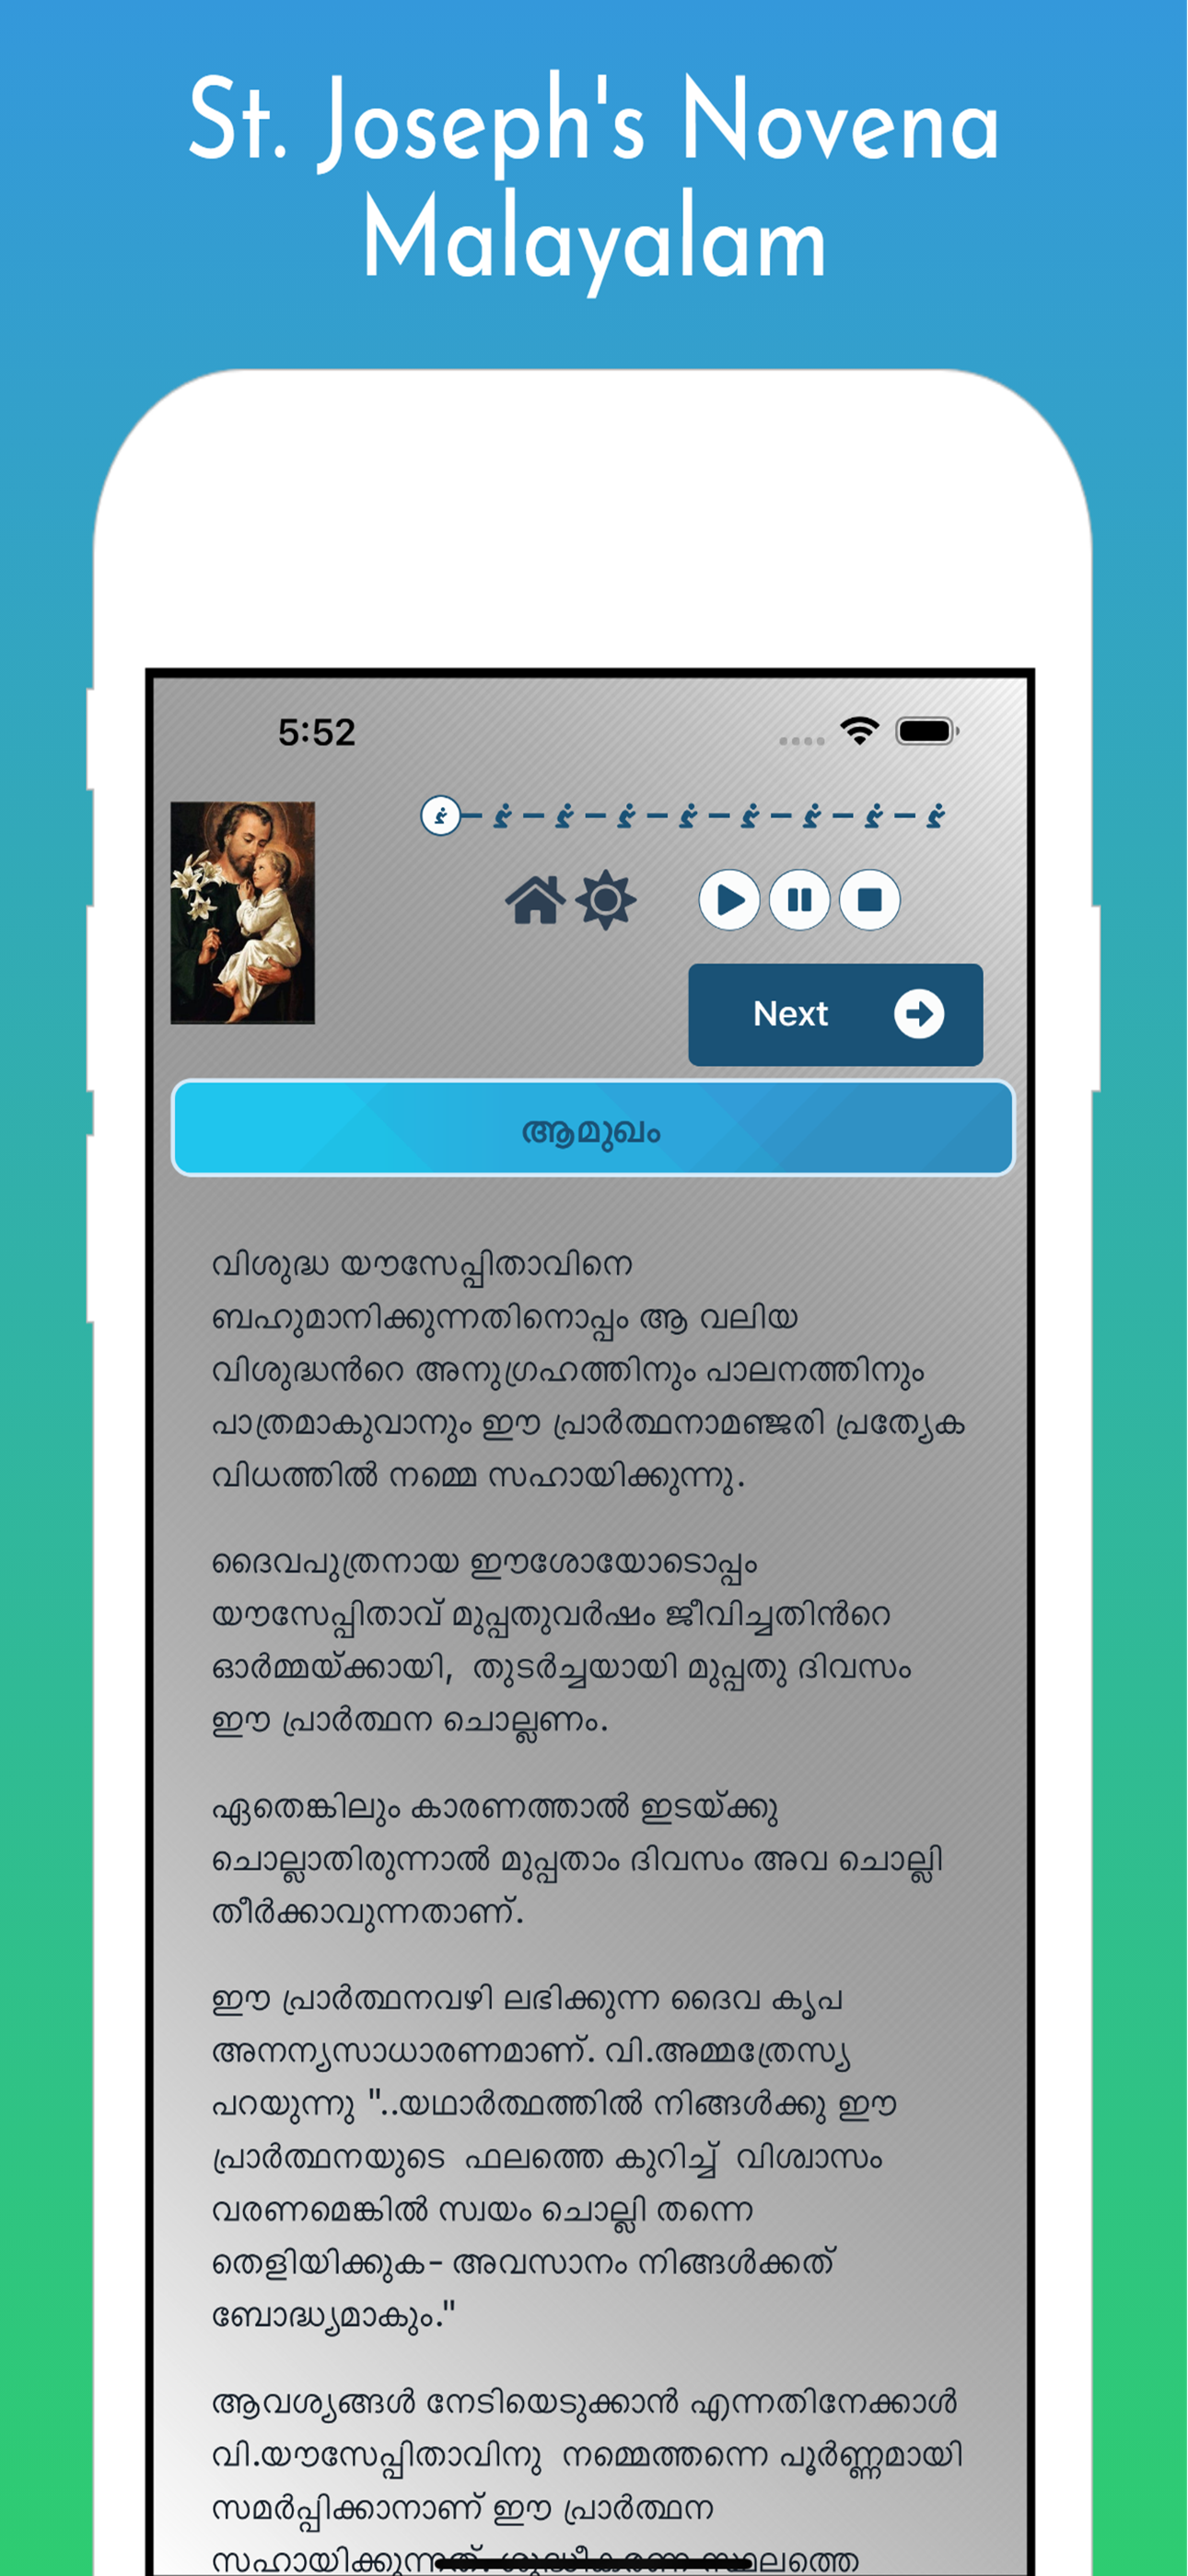 St. Joseph's Novena
Malayalam
5:52
Next
ആമുഖം
വിശുദ്ധ യൗസേപ്പിതാവിനെ
ബഹുമാനിക്കുന്നതിനൊപ്പം ആ വലിയ
വിശുദ്ധൻറെ അനുഗ്രഹത്തിനും പാലനത്തിനും
പാത്രമാകുവാനും ഈ പ്രാർത്ഥനാമഞ്ജരി പ്രത്യേക
വിധത്തിൽ നമ്മെ സഹായിക്കുന്നു.
ദൈവപുത്രനായ ഈശോയോടൊപ്പം
യൗസേപ്പിതാവ് മുപ്പതുവർഷം ജീവിച്ചതിൻറെ
ഓർമ്മയ്ക്കായി, തുടർച്ചയായി മുപ്പതു ദിവസം
ഈ പ്രാർത്ഥന ചൊല്ലണം.
ഏതെങ്കിലും കാരണത്താൽ ഇടയ്ക്കു
ചൊല്ലാതിരുന്നാൽ മുപ്പതാം ദിവസം അവ ചൊല്ലി
തീർക്കാവുന്നതാണ്.
ഈ പ്രാർത്ഥനവഴി ലഭിക്കുന്ന ദൈവ കൃപ
അനന്യസാധാരണമാണ്. വി.അമ്മത്രേസ്യ
പറയുന്നു "..യഥാർത്ഥത്തിൽ നിങ്ങൾക്കു ഈ
പ്രാർത്ഥനയുടെ ഫലത്തെ കുറിച്ച് വിശ്വാസം
വരണമെങ്കിൽ സ്വയം ചൊല്ലി തന്നെ
തെളിയിക്കുക- അവസാനം നിങ്ങൾക്കത്
ബോദ്ധ്യമാകും."
ആവശ്യങ്ങൾ നേടിയെടുക്കാൻ എന്നതിനേക്കാൾ
വി.യൗസേപ്പിതാവിനു നമ്മെത്തന്നെ പൂർണ്ണമായി
സമർപ്പിക്കാനാണ് ഈ പ്രാർത്ഥന
സഹായിക്കുന്നത്. ശുദ്ധീകരണ സ്ഥലത്തെ